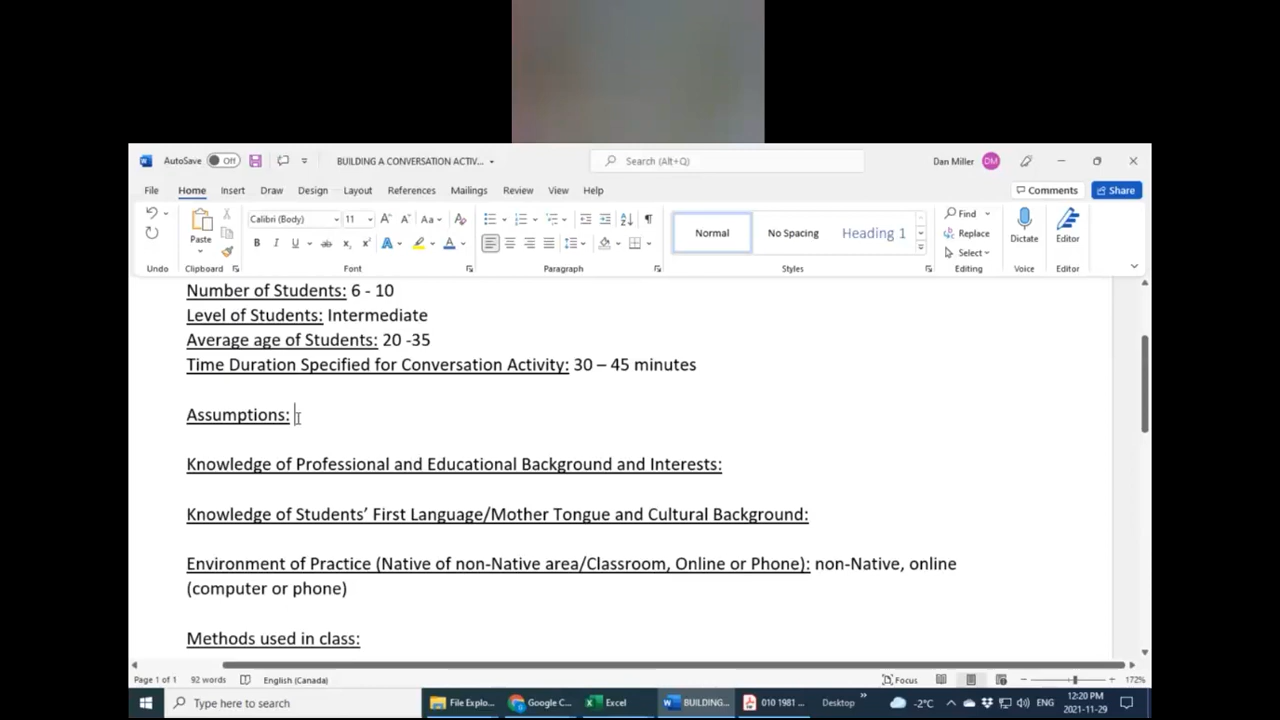 AutoSave Off BUILDING A CONVERSATION ACTIV... Search (Alt+Q) Dan Miller DM
File Home Insert Draw Design Layout References Mailings Review View Help Comments Share
Calibri (Body) 11 Aa
Paste Normal No Spacing Heading 1 Find Replace Select Dictate Editor
Undo Clipboard Font Paragraph Styles Editing Voice Editor
Number of Students: 6 - 10
Level of Students: Intermediate
Average age of Students: 20 -35
Time Duration Specified for Conversation Activity: 30 – 45 minutes
Assumptions:
Knowledge of Professional and Educational Background and Interests:
Knowledge of Students’ First Language/Mother Tongue and Cultural Background:
Environment of Practice (Native of non-Native area/Classroom, Online or Phone): non-Native, online
(computer or phone)
Methods used in class:
Page 1 of 1 92 words English (Canada) Focus 172%
Type here to search File Explo... Google C... Excel BUILDING... 010 1981 ... Desktop -2°C ENG 12:20 PM
2021-11-29